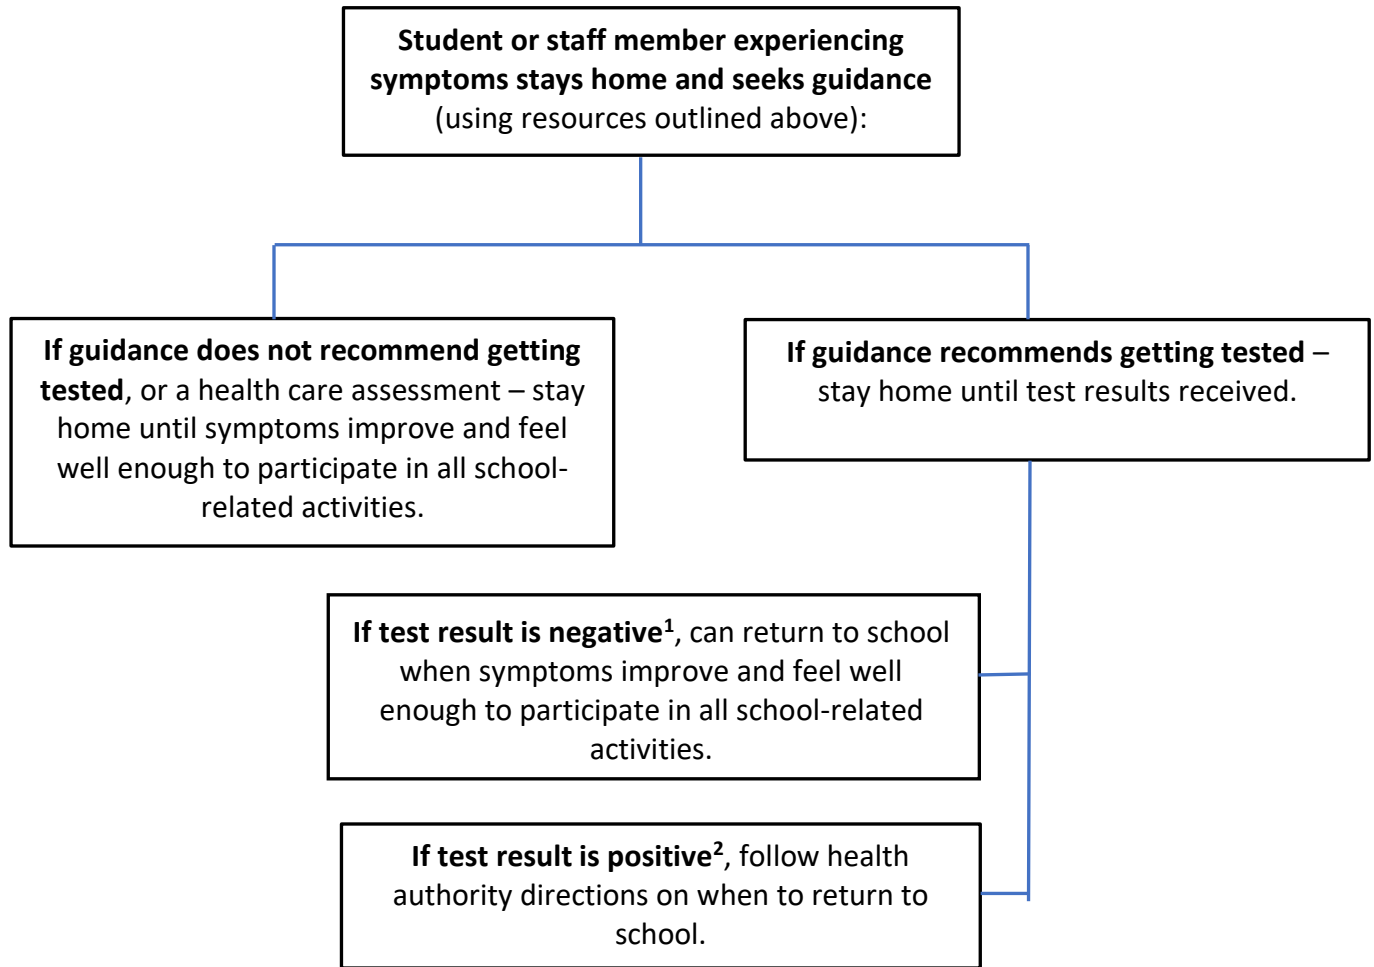 Student or staff member experiencing
symptoms stays home and seeks guidance
(using resources outlined above):
If guidance does not recommend getting
tested, or a health care assessment – stay
home until symptoms improve and feel
well enough to participate in all school-
related activities.
If guidance recommends getting tested –
stay home until test results received.
If test result is negative¹, can return to school
when symptoms improve and feel well
enough to participate in all school-related
activities.
If test result is positive², follow health
authority directions on when to return to
school.